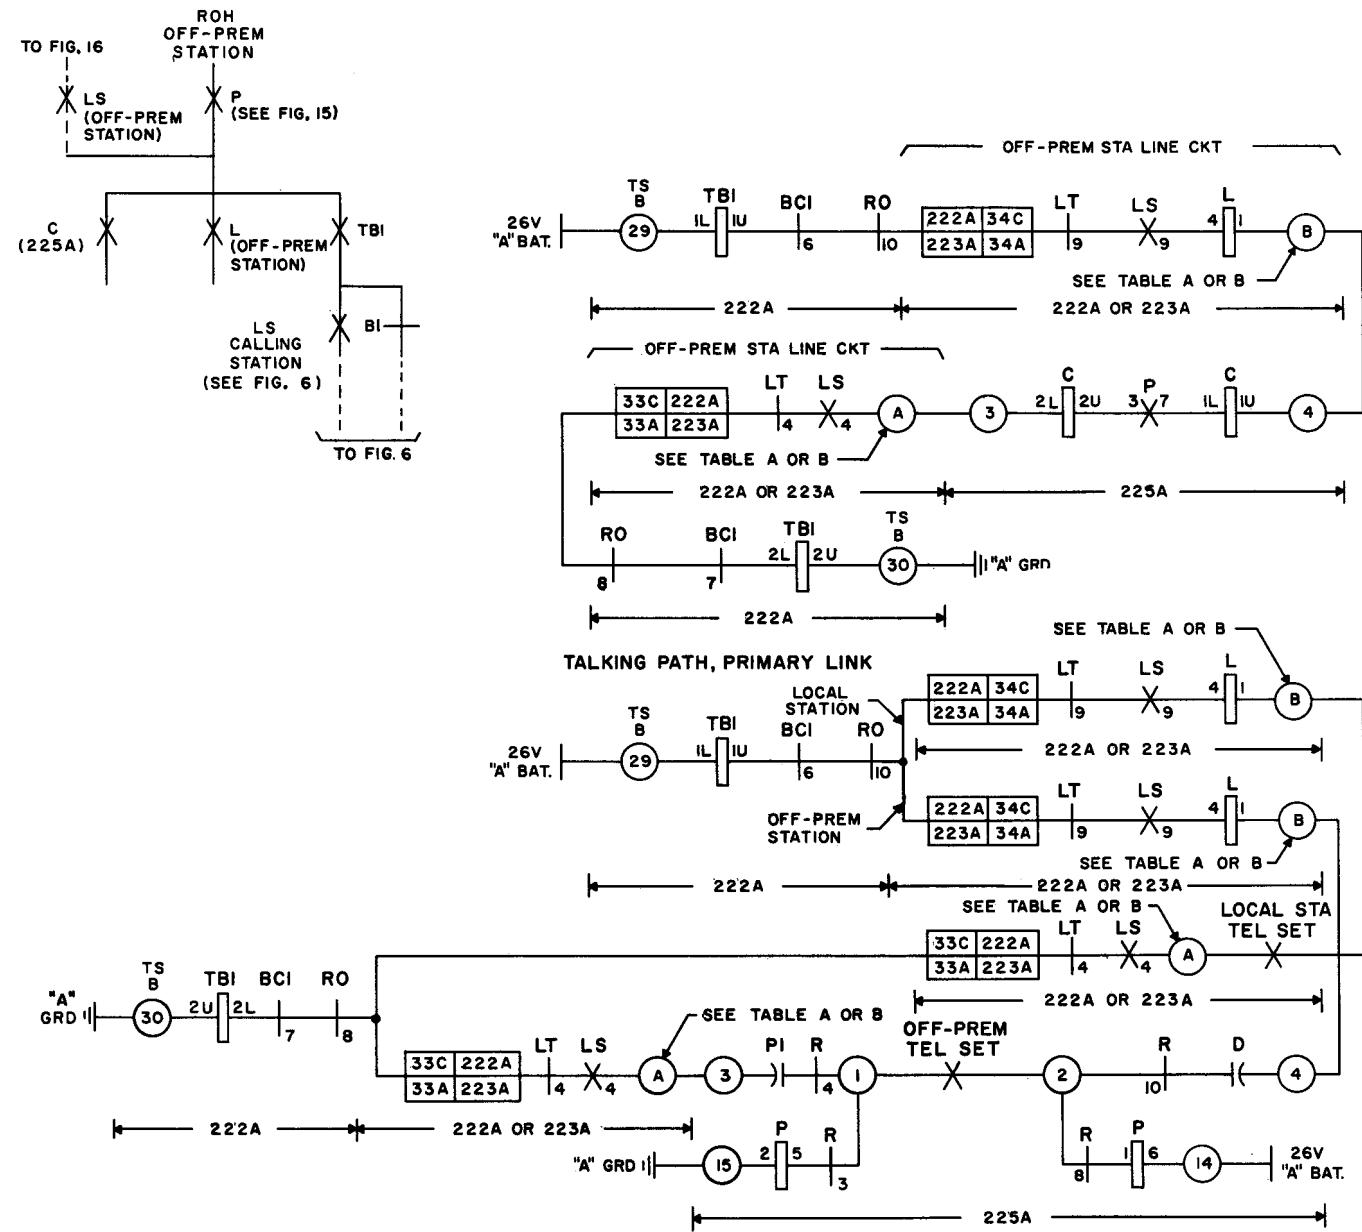 ROH
OFF-PREM
STATION
TO FIG. 16
LS
(OFF-PREM
STATION)
P
(SEE FIG. 15)
C
(225A)
L
(OFF-PREM
STATION)
TB1
LS
CALLING
STATION
(SEE FIG. 6)
B1
TO FIG. 6
OFF-PREM STA LINE CKT
26V
"A" BAT.
TS
B
29
TB1
1L 1U
BC1
6
RO
10
222A 34C
223A 34A
LT
9
LS
9
L
4 1
B
SEE TABLE A OR B
222A
222A OR 223A
OFF-PREM STA LINE CKT
33C 222A
33A 223A
LT
4
LS
4
A
3
C
2L 2U
P
3 7
C
1L 1U
4
SEE TABLE A OR B
222A OR 223A
225A
RO
8
BC1
7
TB1
2L 2U
TS
B
30
"A" GRD
222A
TALKING PATH, PRIMARY LINK
SEE TABLE A OR B
LOCAL
STATION
222A 34C
223A 34A
LT
9
LS
9
L
4 1
B
222A OR 223A
26V
"A" BAT.
TS
B
29
TB1
1L 1U
BC1
6
RO
10
OFF-PREM
STATION
222A 34C
223A 34A
LT
9
LS
9
L
4 1
B
SEE TABLE A OR B
222A
222A OR 223A
SEE TABLE A OR B
LOCAL STA
TEL SET
33C 222A
33A 223A
LT
4
LS
4
A
222A OR 223A
"A"
GRD
TS
B
30
TB1
2U 2L
BC1
7
RO
8
SEE TABLE A OR B
OFF-PREM
TEL SET
33C 222A
33A 223A
LT
4
LS
4
A
3
P1
R
4
1
2
R
10
D
4
222A
222A OR 223A
"A" GRD
15
P
2 5
R
3
R
8
P
1 6
14
26V
"A" BAT.
225A